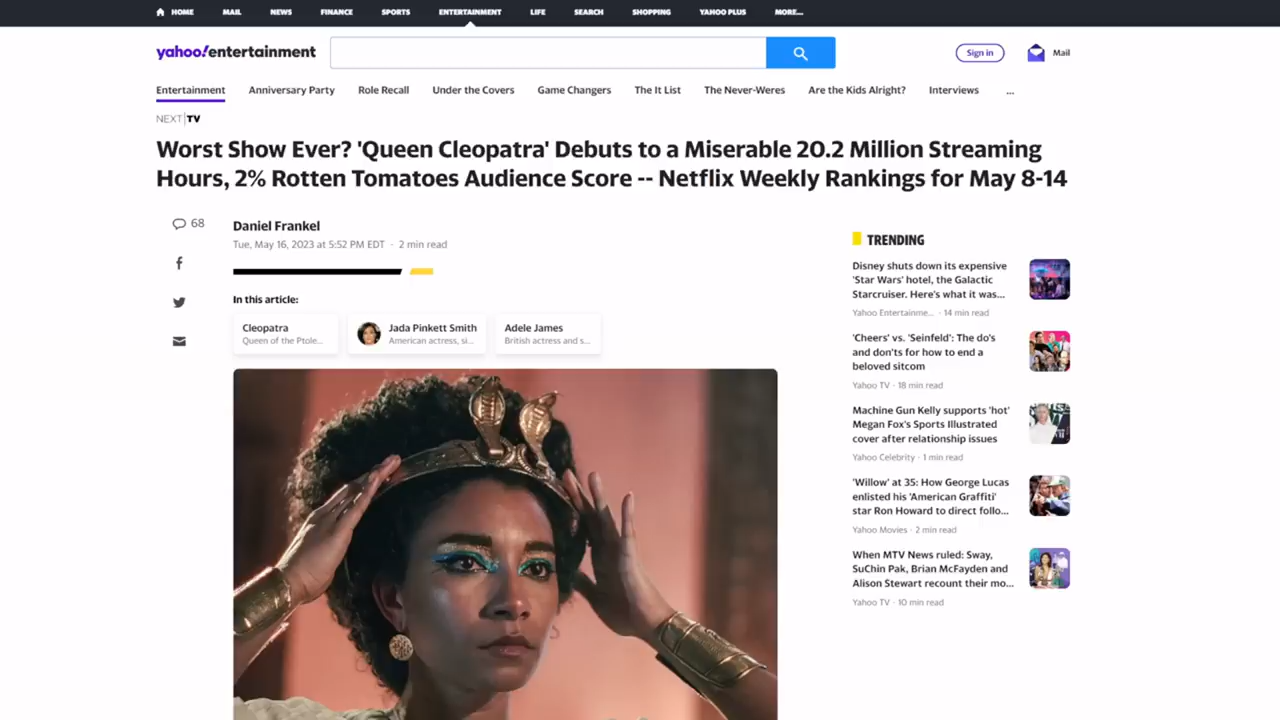 HOME MAIL NEWS FINANCE SPORTS ENTERTAINMENT LIFE SEARCH SHOPPING YAHOO PLUS MORE...
yahoo!entertainment
Sign in
Mail
Entertainment Anniversary Party Role Recall Under the Covers Game Changers The It List The Never-Weres Are the Kids Alright? Interviews ...
NEXT|TV
Worst Show Ever? 'Queen Cleopatra' Debuts to a Miserable 20.2 Million Streaming
Hours, 2% Rotten Tomatoes Audience Score -- Netflix Weekly Rankings for May 8-14
68
Daniel Frankel
Tue, May 16, 2023 at 5:52 PM EDT · 2 min read
In this article:
Cleopatra
Queen of the Ptole...
Jada Pinkett Smith
American actress, si...
Adele James
British actress and s...
TRENDING
Disney shuts down its expensive
'Star Wars' hotel, the Galactic
Starcruiser. Here's what it was...
Yahoo Entertainme... · 14 min read
'Cheers' vs. 'Seinfeld': The do's
and don'ts for how to end a
beloved sitcom
Yahoo TV · 18 min read
Machine Gun Kelly supports 'hot'
Megan Fox's Sports Illustrated
cover after relationship issues
Yahoo Celebrity · 1 min read
'Willow' at 35: How George Lucas
enlisted his 'American Graffiti'
star Ron Howard to direct follo...
Yahoo Movies · 2 min read
When MTV News ruled: Sway,
SuChin Pak, Brian McFayden and
Alison Stewart recount their mo...
Yahoo TV · 10 min read